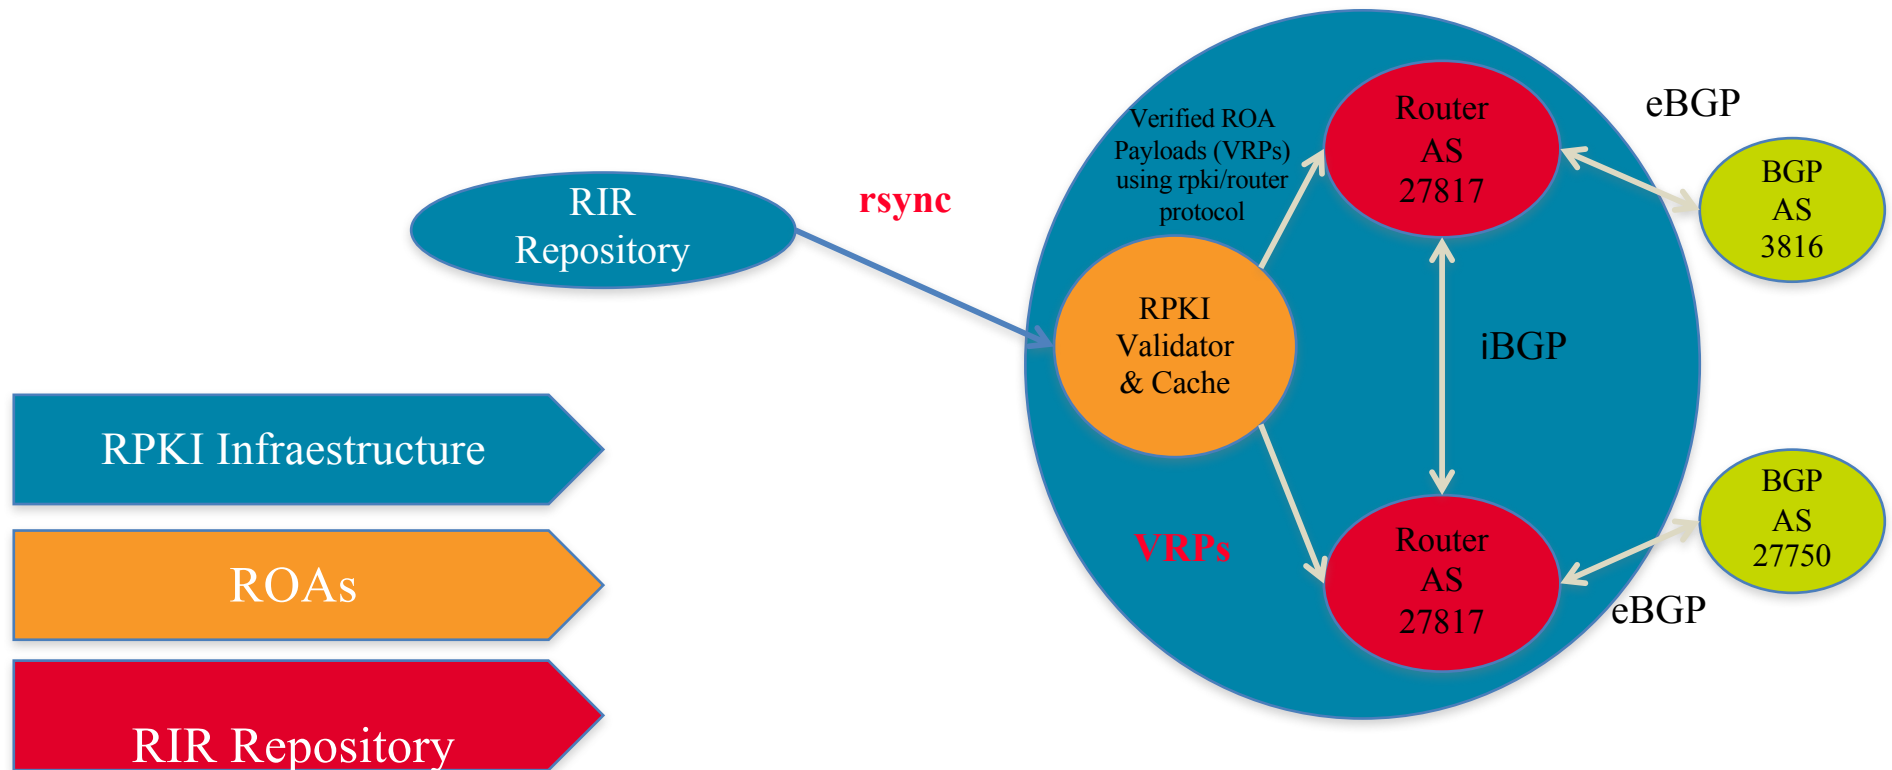 RIR
Repository
rsync
Verified ROA
Payloads (VRPs)
using rpki/router
protocol
Router
AS
27817
eBGP
BGP
AS
3816
RPKI
Validator
& Cache
iBGP
VRPs
Router
AS
27817
BGP
AS
27750
eBGP
RPKI Infraestructure
ROAs
RIR Repository